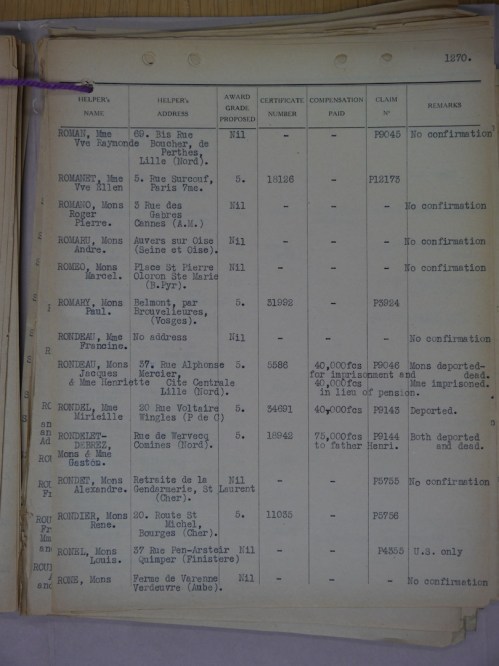 1270.
HELPER'S NAME HELPER'S ADDRESS AWARD GRADE PROPOSED CERTIFICATE NUMBER COMPENSATION PAID CLAIM Nº REMARKS
ROMAN, Mme 69. Bis Rue Nil - - P9045 No confirmation
Vve Raymonde Boucher, de
Perthes,
Lille (Nord).
ROMANET, Mme 5. Rue Surcouf, 5. 18126 - P12173
Vve Ellen Paris 7me.
ROMANO, Mons 3 Rue des Nil - - No confirmation
Roger Gabres
Pierre. Cannes (A.M.)
ROMARU, Mons Auvers sur Oise Nil - - No confirmation
Andre. (Seine et Oise).
ROMEO, Mons Place St Pierre Nil - - No confirmation
Marcel. Oloron Ste Marie
(B.Pyr).
ROMARY, Mons Belmont, par 5. 31992 - P3924
Paul. Brouvelieures,
(Vosges).
RONDEAU, Mme No address Nil - - No confirmation
Francine.
RONDEAU, Mons 37. Rue Alphonse 5. 5586 40,000fcs P9046 Mons deported-
Jacques Mercier, for imprisonment and dead.
& Mme Henriette Cite Centrale 40,000fcs Mme imprisoned.
Lille (Nord). in lieu of pension.
RONDEL, Mme 20 Rue Voltaire 5. 34691 40,000fcs P9143 Deported.
Mirielle Wingles (P de C)
RONDELET- Rue de Wervecq 5. 18942 75,000fcs P9144 Both deported
DEBREZ, Comines (Nord). to father Henri. and dead.
Mons & Mme
Gaston.
RONDET, Mons Retraite de la Nil - P5755 No confirmation
Alexandre. Gendarmerie, St Laurent
(Cher).
RONDIER, Mons 20. Route St 5. 11035 - P5756
Rene. Michel,
Bourges (Cher).
RONEL, Mons 37 Rue Pen-Ar-steir Nil - P4355 U.S. only
Louis. Quimper (Finistere)
RONS, Mons Ferme de Varenne Nil - - No confirmation
Verdeuvre (Aube).